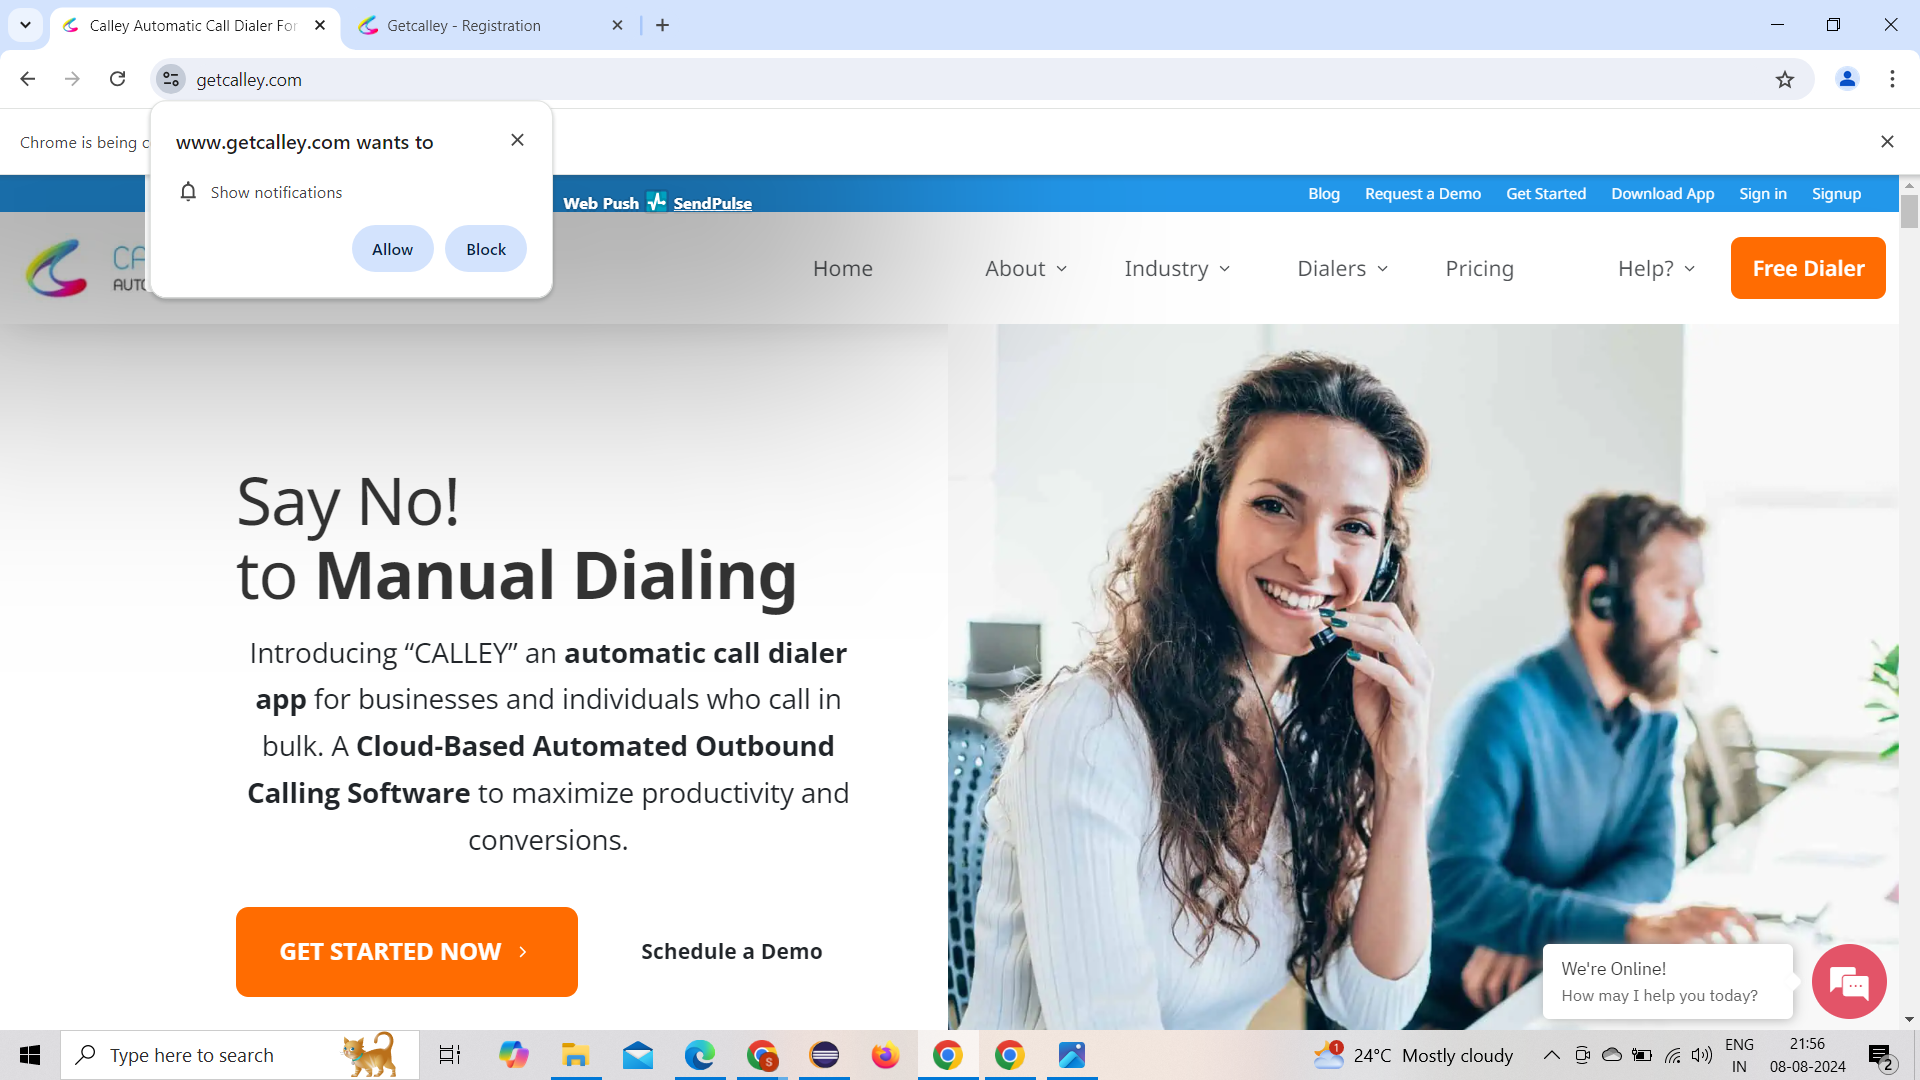 Calley Automatic Call Dialer For
Getcalley - Registration
getcalley.com
Chrome is being
www.getcalley.com wants to
Show notifications
Allow
Block
Web Push SendPulse
Blog
Request a Demo
Get Started
Download App
Sign in
Signup
Home
About
Industry
Dialers
Pricing
Help?
Free Dialer
Say No!
to Manual Dialing
Introducing “CALLEY” an automatic call dialer
app for businesses and individuals who call in
bulk. A Cloud-Based Automated Outbound
Calling Software to maximize productivity and
conversions.
GET STARTED NOW
Schedule a Demo
We're Online!
How may I help you today?
Type here to search
S
1
24°C Mostly cloudy
ENG
IN
21:56
08-08-2024
2